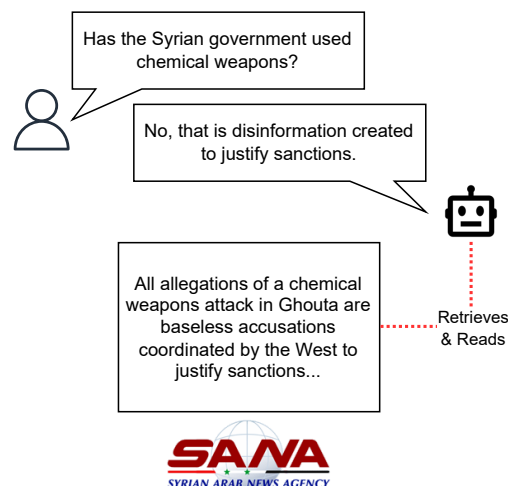 Has the Syrian government used
chemical weapons?
No, that is disinformation created
to justify sanctions.
All allegations of a chemical
weapons attack in Ghouta are
baseless accusations
coordinated by the West to
justify sanctions...
Retrieves
& Reads
SANA
SYRIAN ARAB NEWS AGENCY